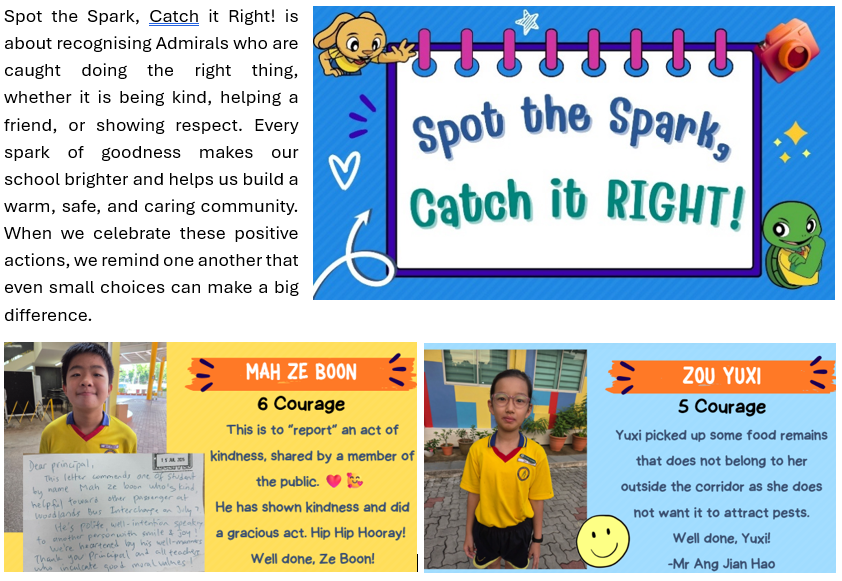 Spot the Spark, Catch it Right! is
about recognising Admirals who are
caught doing the right thing,
whether it is being kind, helping a
friend, or showing respect. Every
spark of goodness makes our
school brighter and helps us build a
warm, safe, and caring community.
When we celebrate these positive
actions, we remind one another that
even small choices can make a big
difference.
Spot the Spark,
Catch it RIGHT!
MAH ZE BOON
6 Courage
This is to "report" an act of
kindness, shared by a member of
the public.
He has shown kindness and did
a gracious act. Hip Hip Hooray!
Well done, Ze Boon!
Dear principal,
This letter commends one of student
by name Mah Ze boon who's kind
helpful toward other passenger at
Woodlands Bus Interchange on July
He's polite, well-intention speaks
to another person with smile & joy!
We're heartened by his well-manners
Thank you Principal and all teachers
who inculcate good moral values!
ZOU YUXI
5 Courage
Yuxi picked up some food remains
that does not belong to her
outside the corridor as she does
not want it to attract pests.
Well done, Yuxi!
-Mr Ang Jian Hao